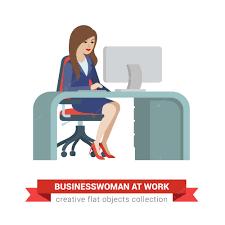 BUSINESSWOMAN AT WORK
creative flat objects collection